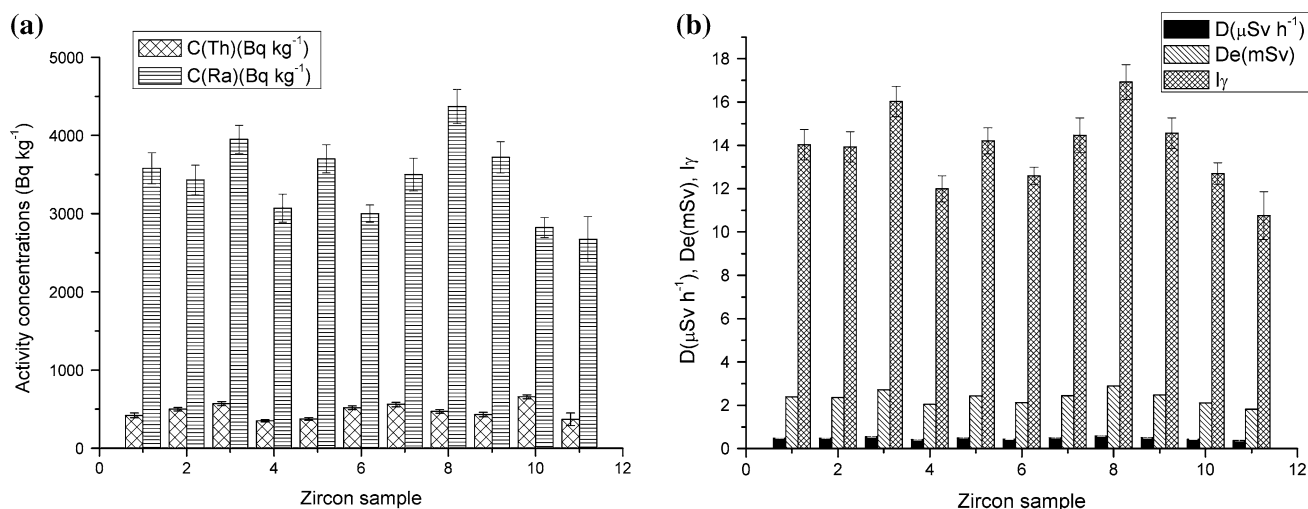 (a)
C(Th)(Bq kg⁻¹)
C(Ra)(Bq kg⁻¹)
5000
4000
3000
2000
1000
0
Activity concentrations (Bq kg⁻¹)
0 2 4 6 8 10 12
Zircon sample
(b)
D(μSv h⁻¹)
De(mSv)
Iγ
18
16
14
12
10
8
6
4
2
0
D(μSv h⁻¹), De(mSv), Iγ
0 2 4 6 8 10 12
Zircon sample